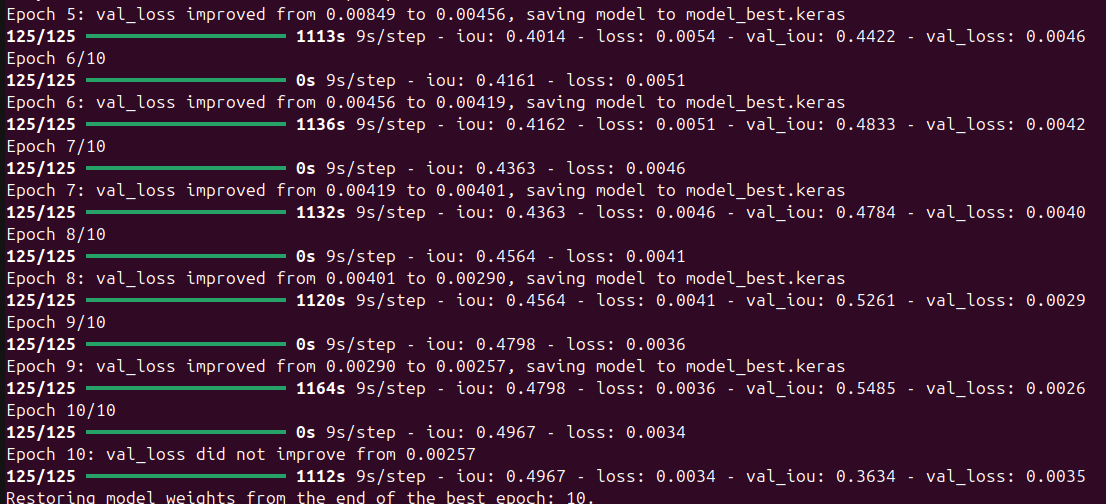 Epoch 5: val_loss improved from 0.00849 to 0.00456, saving model to model_best.keras
125/125 1113s 9s/step - iou: 0.4014 - loss: 0.0054 - val_iou: 0.4422 - val_loss: 0.0046
Epoch 6/10
125/125 0s 9s/step - iou: 0.4161 - loss: 0.0051
Epoch 6: val_loss improved from 0.00456 to 0.00419, saving model to model_best.keras
125/125 1136s 9s/step - iou: 0.4162 - loss: 0.0051 - val_iou: 0.4833 - val_loss: 0.0042
Epoch 7/10
125/125 0s 9s/step - iou: 0.4363 - loss: 0.0046
Epoch 7: val_loss improved from 0.00419 to 0.00401, saving model to model_best.keras
125/125 1132s 9s/step - iou: 0.4363 - loss: 0.0046 - val_iou: 0.4784 - val_loss: 0.0040
Epoch 8/10
125/125 0s 9s/step - iou: 0.4564 - loss: 0.0041
Epoch 8: val_loss improved from 0.00401 to 0.00290, saving model to model_best.keras
125/125 1120s 9s/step - iou: 0.4564 - loss: 0.0041 - val_iou: 0.5261 - val_loss: 0.0029
Epoch 9/10
125/125 0s 9s/step - iou: 0.4798 - loss: 0.0036
Epoch 9: val_loss improved from 0.00290 to 0.00257, saving model to model_best.keras
125/125 1164s 9s/step - iou: 0.4798 - loss: 0.0036 - val_iou: 0.5485 - val_loss: 0.0026
Epoch 10/10
125/125 0s 9s/step - iou: 0.4967 - loss: 0.0034
Epoch 10: val_loss did not improve from 0.00257
125/125 1112s 9s/step - iou: 0.4967 - loss: 0.0034 - val_iou: 0.3634 - val_loss: 0.0035
Restoring model weights from the end of the best epoch: 10.